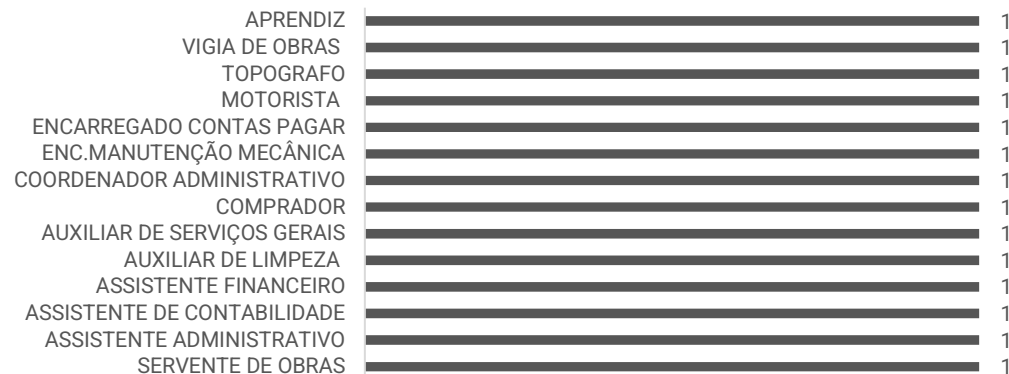 APRENDIZ 1
VIGIA DE OBRAS 1
TOPOGRAFO 1
MOTORISTA 1
ENCARREGADO CONTAS PAGAR 1
ENC.MANUTENÇÃO MECÂNICA 1
COORDENADOR ADMINISTRATIVO 1
COMPRADOR 1
AUXILIAR DE SERVIÇOS GERAIS 1
AUXILIAR DE LIMPEZA 1
ASSISTENTE FINANCEIRO 1
ASSISTENTE DE CONTABILIDADE 1
ASSISTENTE ADMINISTRATIVO 1
SERVENTE DE OBRAS 1